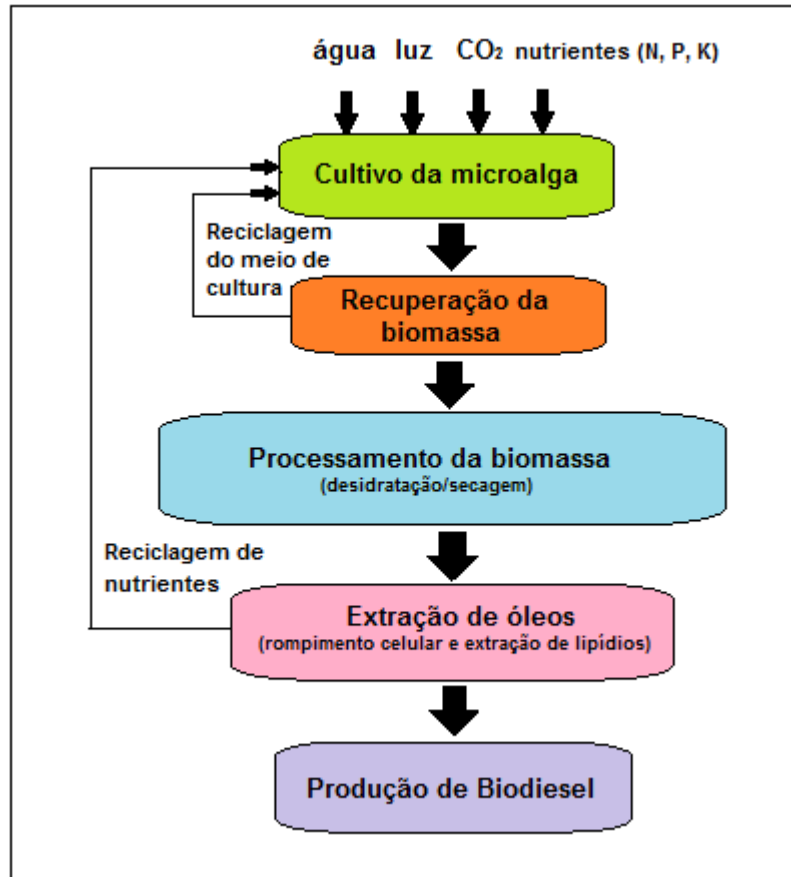 água luz CO₂ nutrientes (N, P, K)
Cultivo da microalga
Reciclagem
do meio de
cultura
Recuperação da
biomassa
Processamento da biomassa
(desidratação/secagem)
Reciclagem de
nutrientes
Extração de óleos
(rompimento celular e extração de lipídios)
Produção de Biodiesel